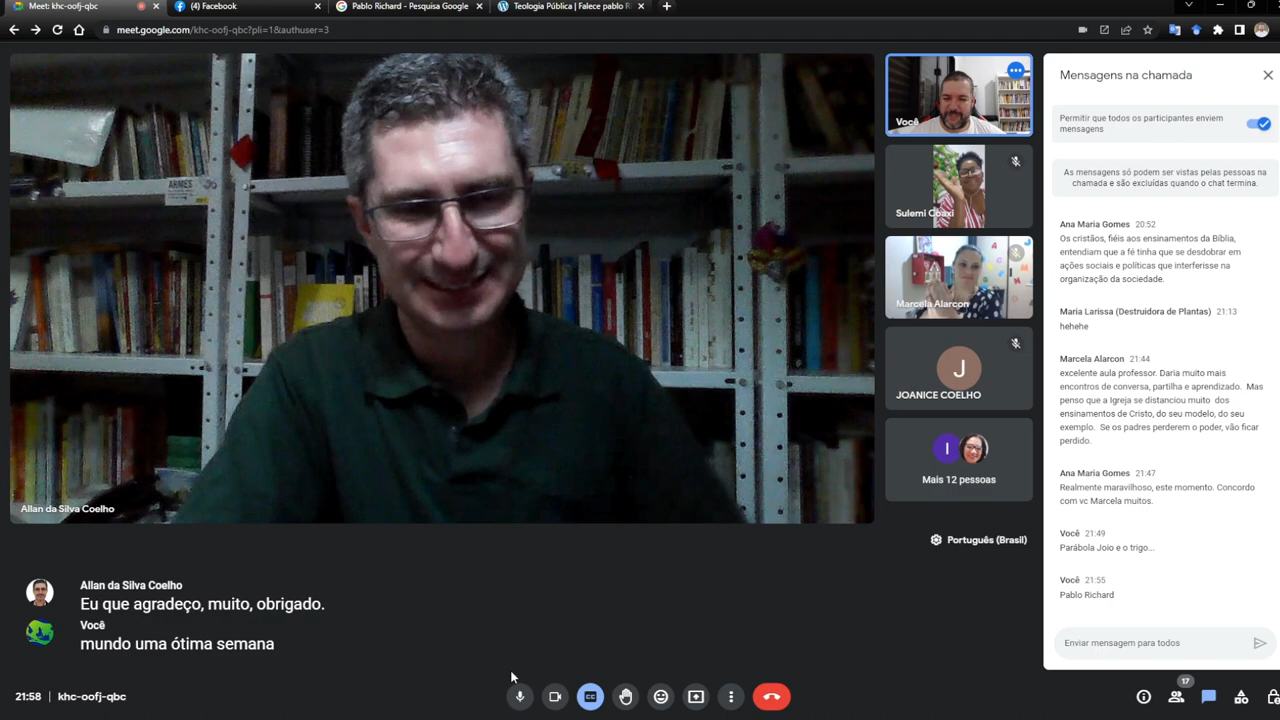 Meet: khc-oofj-qbc
(4) Facebook
Pablo Richard - Pesquisa Google
Teologia Pública | Falece pablo R
meet.google.com/khc-oofj-qbc?pli=1&authuser=3
ARMES
Allan da Silva Coelho
Você
Sulemi
Marcela Alarcon
J
JOANICE COELHO
I
Mais 12 pessoas
Português (Brasil)
Mensagens na chamada
Permitir que todos os participantes enviem
mensagens
As mensagens só podem ser vistas pelas pessoas na
chamada e são excluídas quando o chat termina.
Ana Maria Gomes 20:52
Os cristãos, fiéis aos ensinamentos da Bíblia,
entendiam que a fé tinha que se desdobrar em
ações sociais e políticas que interferisse na
organização da sociedade.
Maria Larissa (Destruidora de Plantas) 21:13
hehehe
Marcela Alarcon 21:44
excelente aula professor. Daria muito mais
encontros de conversa, partilha e aprendizado. Mas
penso que a Igreja se distanciou muito dos
ensinamentos de Cristo, do seu modelo, do seu
exemplo. Se os padres perderem o poder, vão ficar
perdido.
Ana Maria Gomes 21:47
Realmente maravilhoso, este momento. Concordo
com vc Marcela muitos.
Você 21:49
Parábola Joio e o trigo...
Você 21:55
Pablo Richard
Enviar mensagem para todos
Allan da Silva Coelho
Eu que agradeço, muito, obrigado.
Você
mundo uma ótima semana
21:58 | khc-oofj-qbc
CC
17